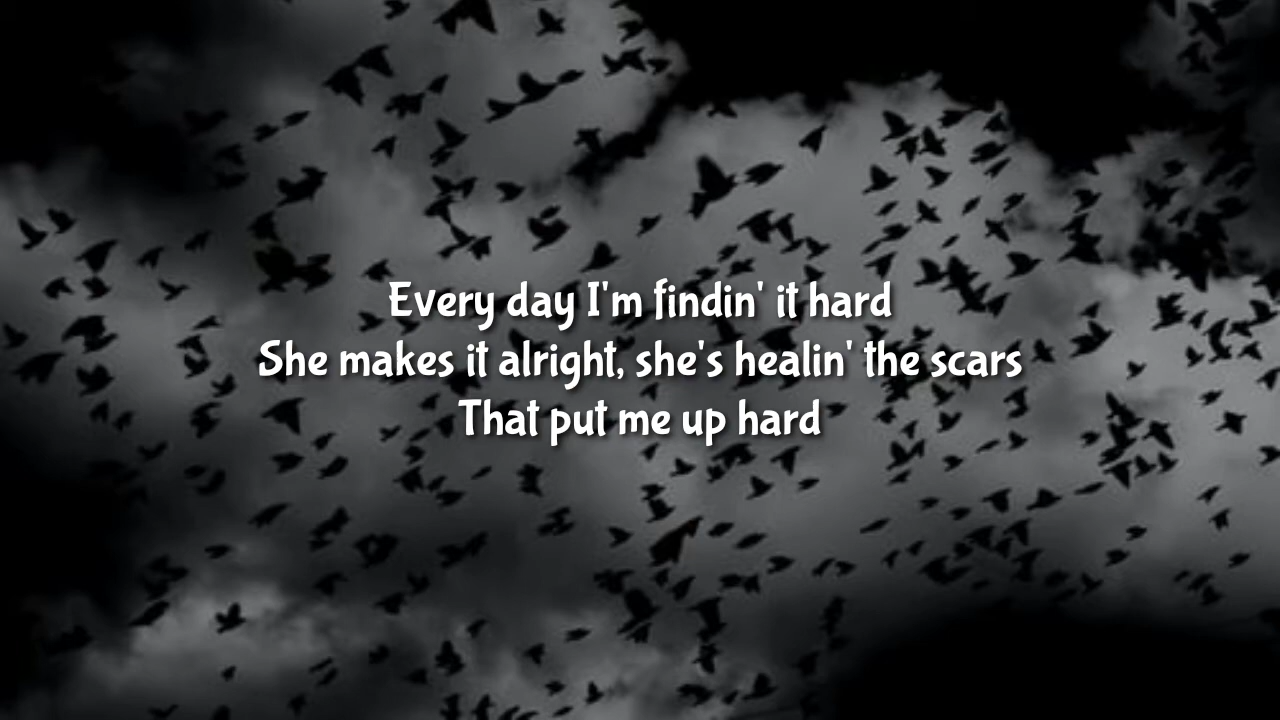 Every day I'm findin' it hard
She makes it alright, she's healin' the scars
That put me up hard